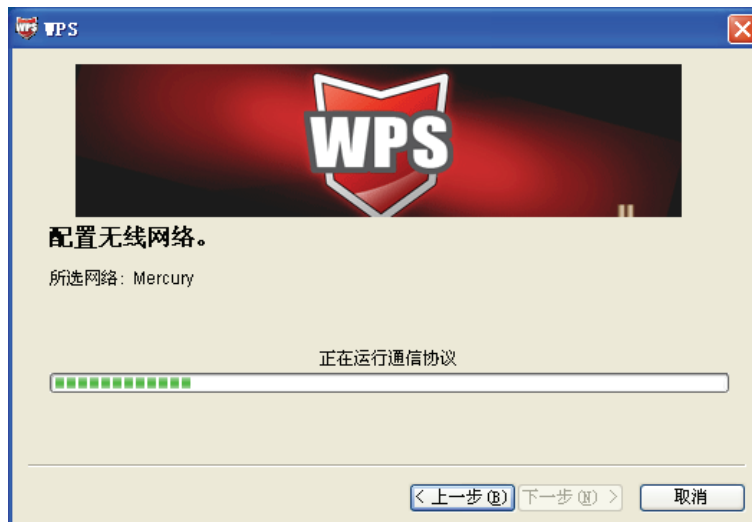 WPS
WPS
配置无线网络。
所选网络: Mercury
正在运行通信协议
< 上一步(B) 下一步(N) > 取消